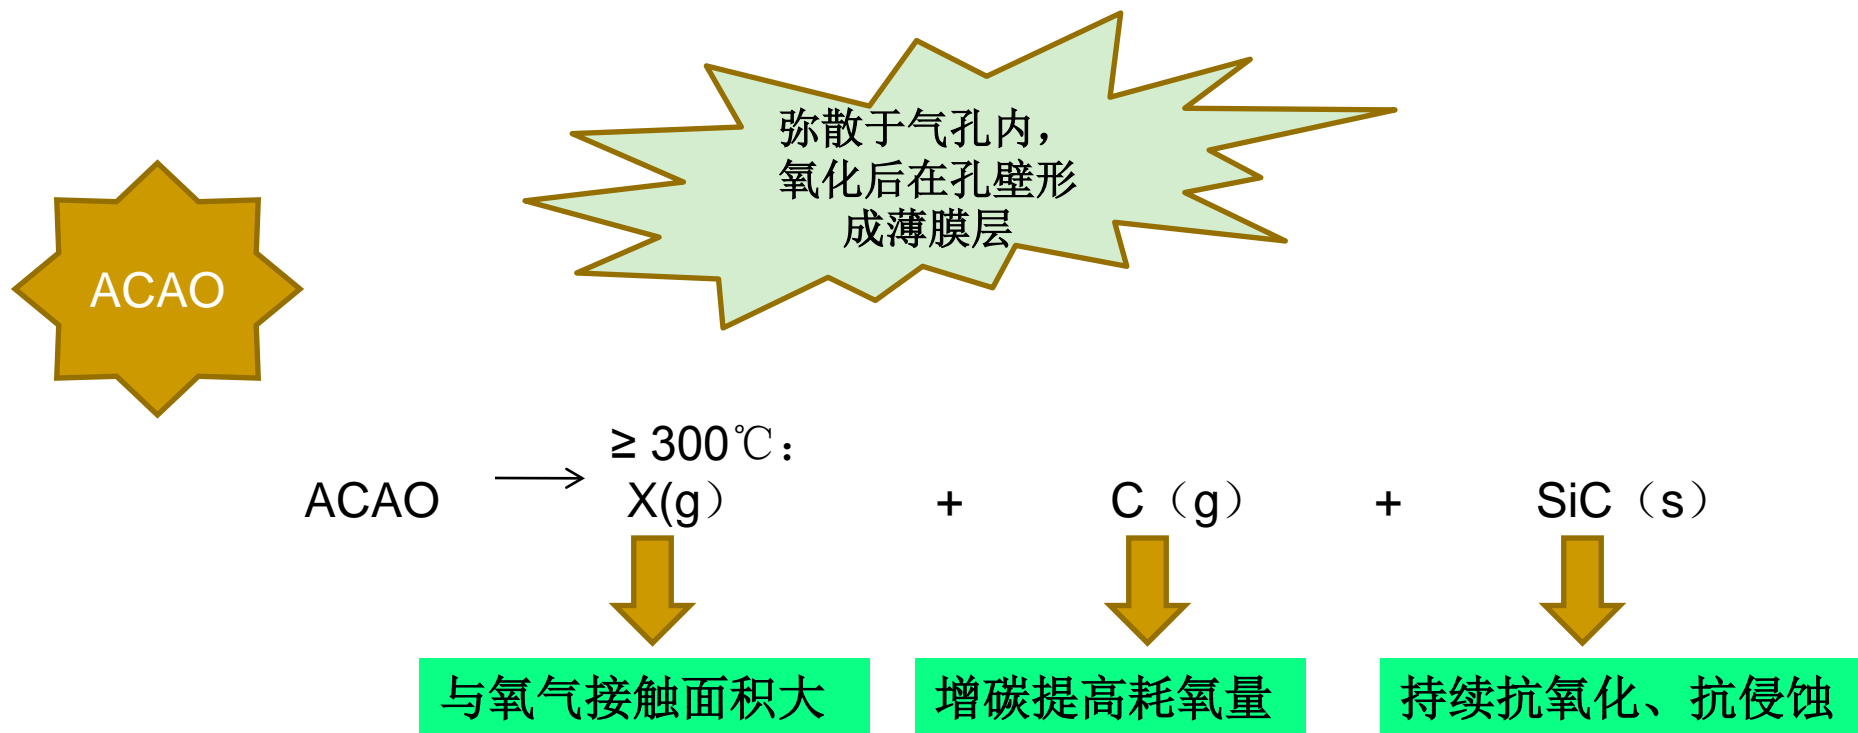 弥散于气孔内，
氧化后在孔壁形
成薄膜层
ACAO
≥ 300℃：
ACAO X(g） + C（g） + SiC（s）
与氧气接触面积大
增碳提高耗氧量
持续抗氧化、抗侵蚀